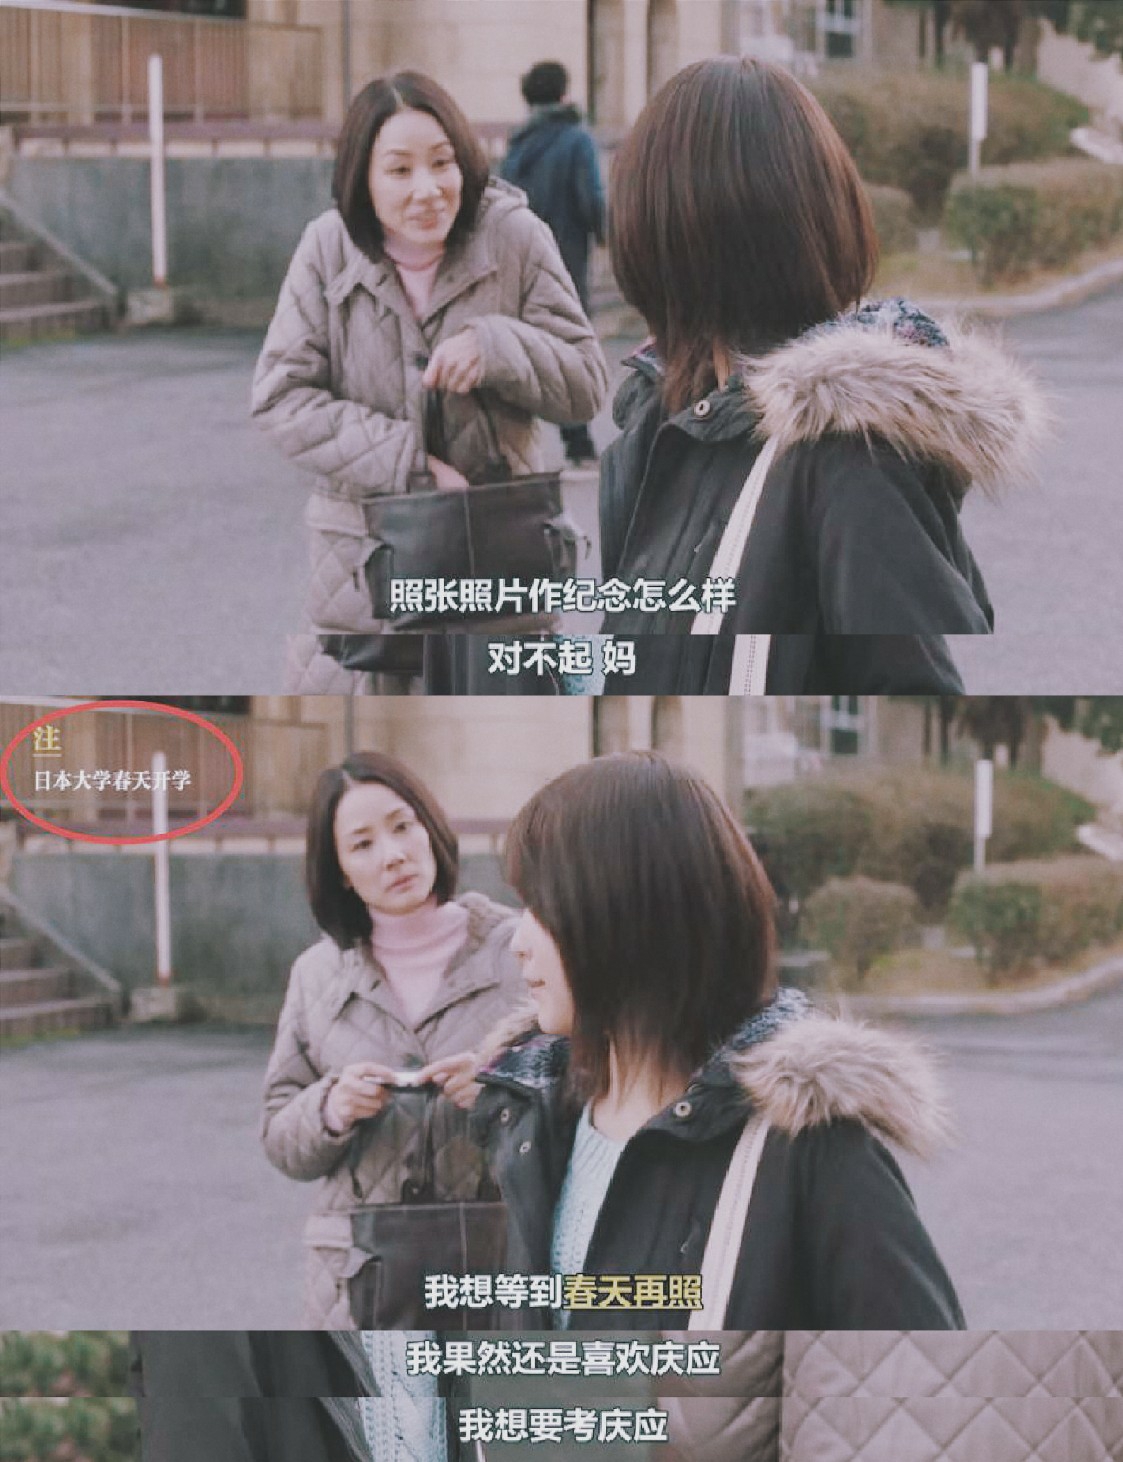 照张照片作纪念怎么样
对不起 妈
注
日本大学春天开学
我想等到春天再照
我果然还是喜欢庆应
我想要考庆应